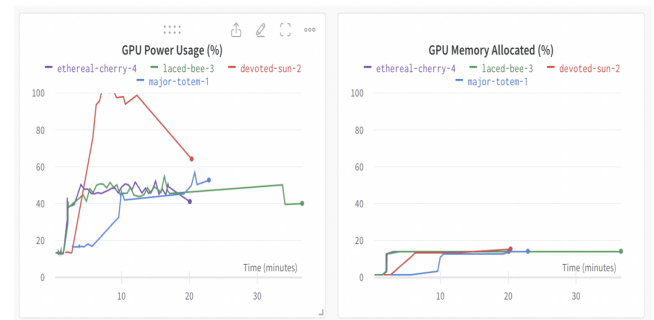 GPU Power Usage (%)
ethereal-cherry-4 laced-bee-3 devoted-sun-2
major-totem-1
100
80
60
40
20
0
Time (minutes)
10 20 30
GPU Memory Allocated (%)
ethereal-cherry-4 laced-bee-3 devoted-sun-2
major-totem-1
100
80
60
40
20
0
Time (minutes)
10 20 30